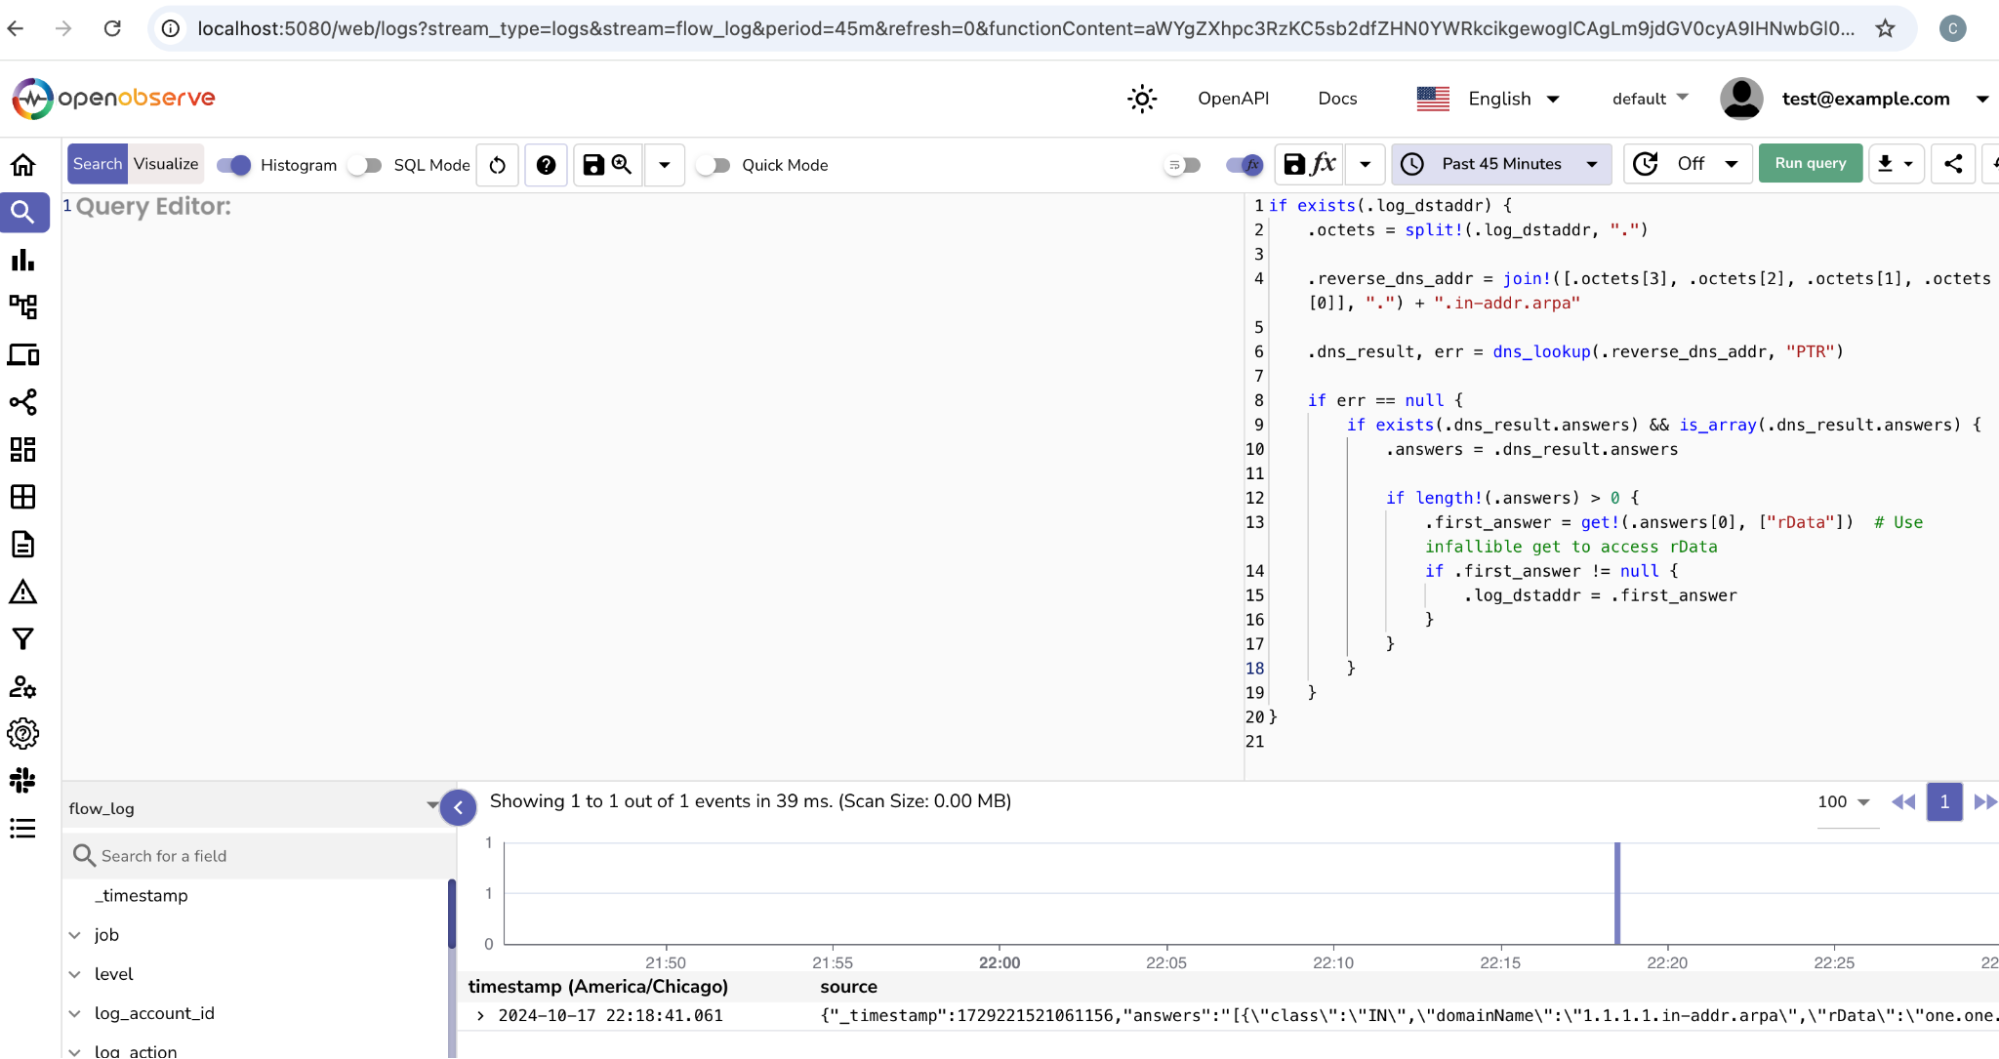 localhost:5080/web/logs?stream_type=logs&stream=flow_log&period=45m&refresh=0&functionContent=aWYgZXhpc3RzKC5sb2dfZHN0YWRkcikgewogICAgLm9jdGV0cyA9IHNwbGl0...
C
openobserve
OpenAPI
Docs
English
default
test@example.com
Search
Visualize
Histogram
SQL Mode
Quick Mode
fx
fx
Past 45 Minutes
Off
Run query
1 Query Editor:
1 if exists(.log_dstaddr) {
2 .octets = split!(.log_dstaddr, ".")
3
4 .reverse_dns_addr = join!([.octets[3], .octets[2], .octets[1], .octets
[0]], ".") + ".in-addr.arpa"
5
6 .dns_result, err = dns_lookup(.reverse_dns_addr, "PTR")
7
8 if err == null {
9 if exists(.dns_result.answers) && is_array(.dns_result.answers) {
10 .answers = .dns_result.answers
11
12 if length!(.answers) > 0 {
13 .first_answer = get!(.answers[0], ["rData"])  # Use
infallible get to access rData
14 if .first_answer != null {
15 .log_dstaddr = .first_answer
16 }
17 }
18 }
19 }
20 }
21
flow_log
Search for a field
_timestamp
job
level
log_account_id
log_action
Showing 1 to 1 out of 1 events in 39 ms. (Scan Size: 0.00 MB)
100
1
1
1
0
21:50
21:55
22:00
22:05
22:10
22:15
22:20
22:25
22
timestamp (America/Chicago)
source
2024-10-17 22:18:41.061
{"_timestamp":1729221521061156,"answers":"[{\"class\":\"IN\",\"domainName\":\"1.1.1.1.in-addr.arpa\",\"rData\":\"one.one.